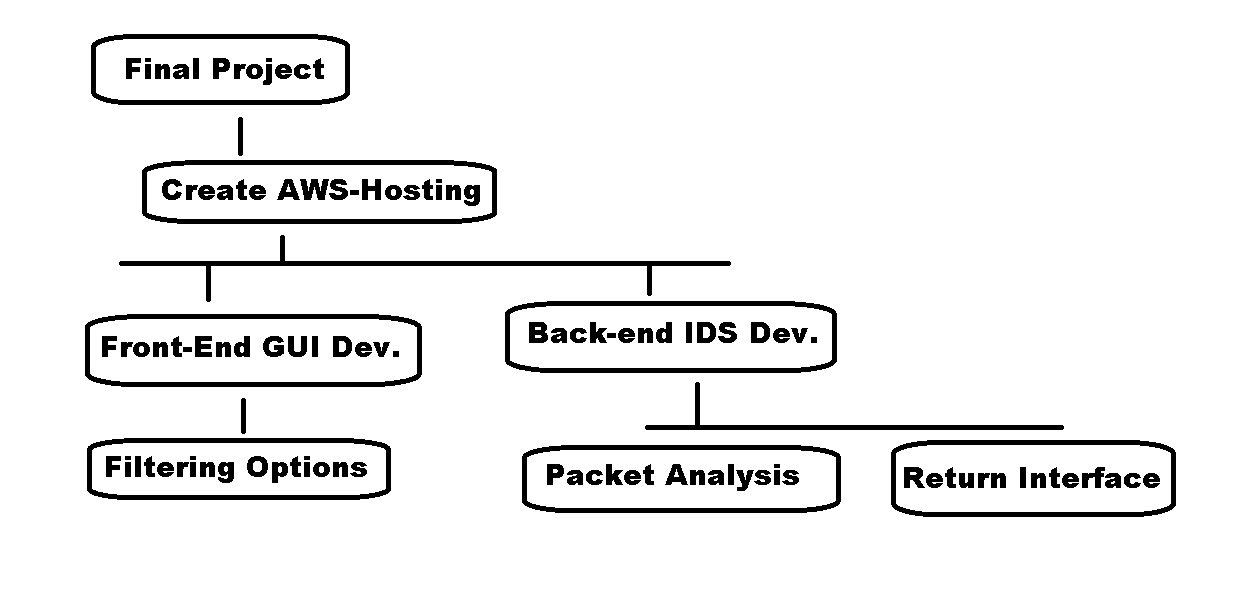 Final Project
Create AWS-Hosting
Front-End GUI Dev.
Back-end IDS Dev.
Filtering Options
Packet Analysis
Return Interface